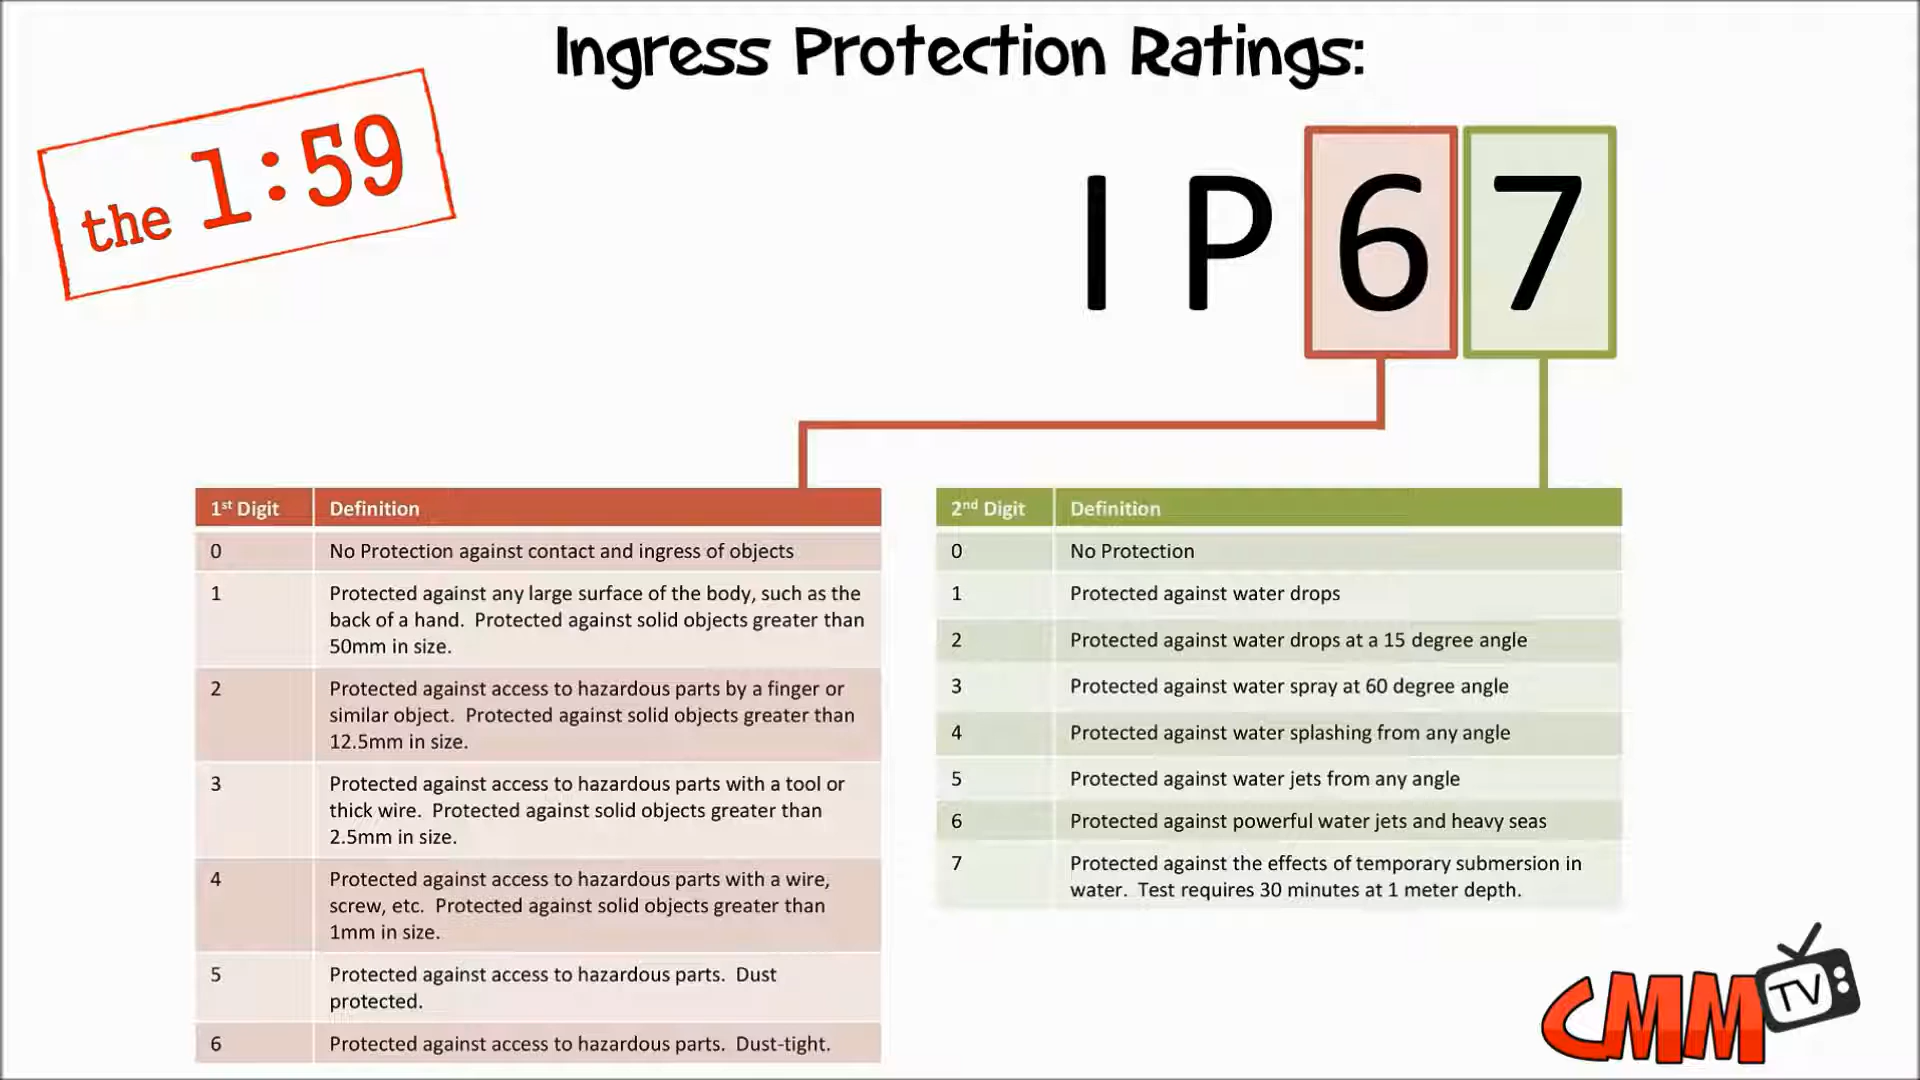 Ingress Protection Ratings:
the 1:59
I P 6 7
1st Digit Definition
0 No Protection against contact and ingress of objects
1 Protected against any large surface of the body, such as the
back of a hand. Protected against solid objects greater than
50mm in size.
2 Protected against access to hazardous parts by a finger or
similar object. Protected against solid objects greater than
12.5mm in size.
3 Protected against access to hazardous parts with a tool or
thick wire. Protected against solid objects greater than
2.5mm in size.
4 Protected against access to hazardous parts with a wire,
screw, etc. Protected against solid objects greater than
1mm in size.
5 Protected against access to hazardous parts. Dust
protected.
6 Protected against access to hazardous parts. Dust-tight.
2nd Digit Definition
0 No Protection
1 Protected against water drops
2 Protected against water drops at a 15 degree angle
3 Protected against water spray at 60 degree angle
4 Protected against water splashing from any angle
5 Protected against water jets from any angle
6 Protected against powerful water jets and heavy seas
7 Protected against the effects of temporary submersion in
water. Test requires 30 minutes at 1 meter depth.
CMM TV